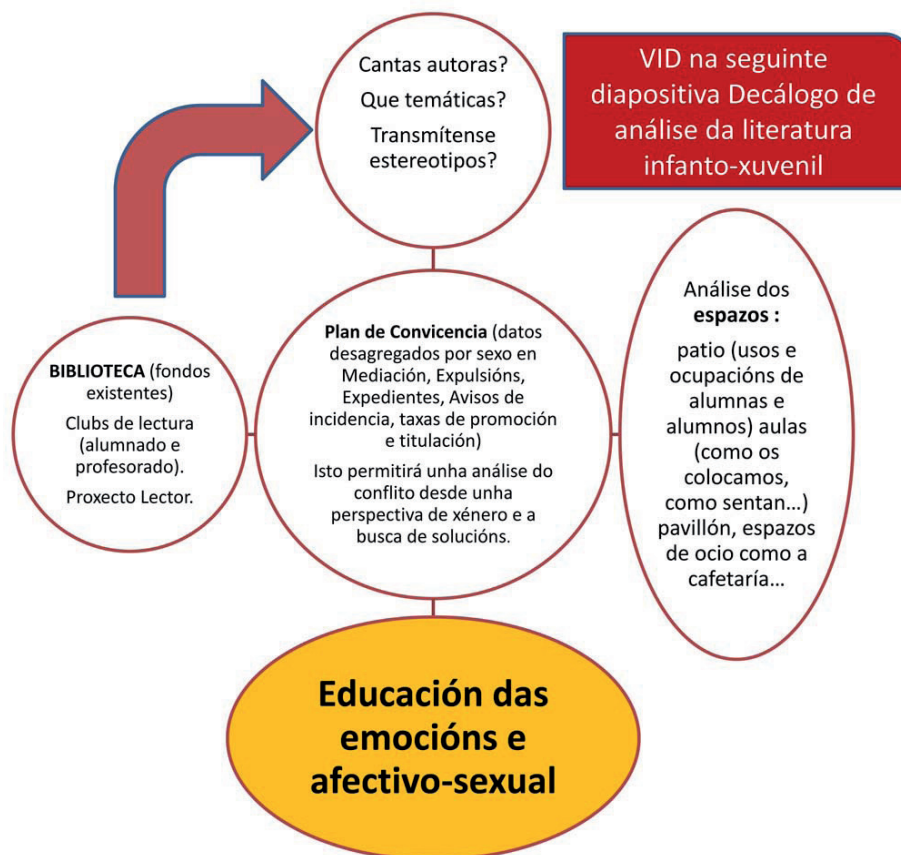 Cantas autoras?
Que temáticas?
Transmítense
estereotipos?
VID na seguinte
diapositiva Decálogo de
análise da literatura
infanto-xuvenil
BIBLIOTECA (fondos
existentes)
Clubs de lectura
(alumnado e
profesorado).
Proxecto Lector.
Plan de Convicencia (datos
desagregados por sexo en
Mediación, Expulsións,
Expedientes, Avisos de
incidencia, taxas de promoción
e titulación)
Isto permitirá unha análise do
conflito desde unha
perspectiva de xénero e a
busca de solucións.
Análise dos
espazos :
patio (usos e
ocupacións de
alumnas e
alumnos) aulas
(como os
colocamos,
como sentan...)
pavillón, espazos
de ocio como a
cafetaría...
Educación das
emocións e
afectivo-sexual